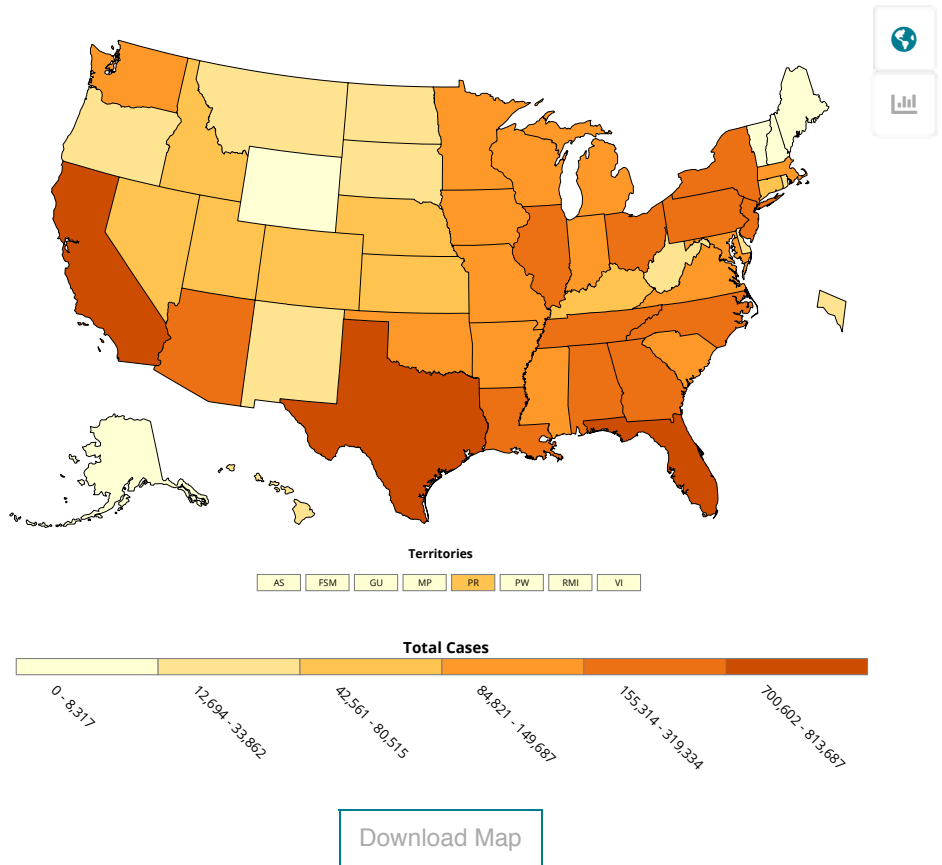 Territories
AS FSM GU MP PR PW RMI VI
Total Cases
0 - 8,317
12,694 - 33,862
42,561 - 80,515
84,821 - 149,687
155,314 - 319,334
700,602 - 813,687
Download Map